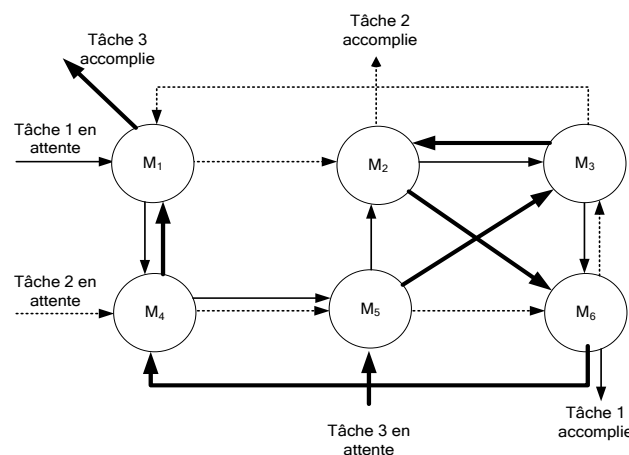 Tâche 3
accomplie
Tâche 2
accomplie
Tâche 1 en
attente
M1
M2
M3
Tâche 2 en
attente
M4
M5
M6
Tâche 3 en
attente
Tâche 1
accomplie